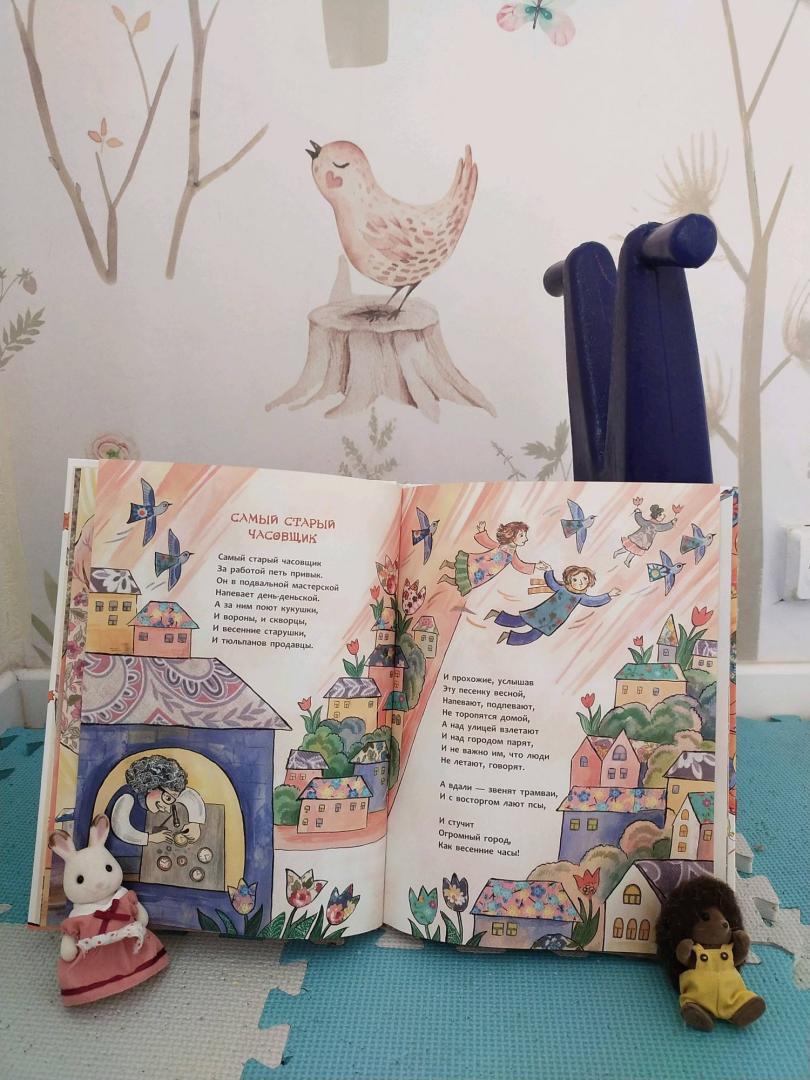 САМЫЙ СТАРЫЙ
ЧАСОВЩИК
Самый старый часовщик
За работой петь привык.
Он в подвальной мастерской
Напевает день-деньской.
А за ним поют кукушки,
И вороны, и скворцы,
И весенние старушки,
И тюльпанов продавцы.
И прохожие, услышав
Эту песенку весной,
Напевают, подпевают,
Не торопятся домой,
А над улицей взлетают
И над городом парят,
И не важно им, что люди
Не летают, говорят.
А вдали — звенят трамваи,
И с восторгом лают псы,
И стучит
Огромный город,
Как весенние часы!